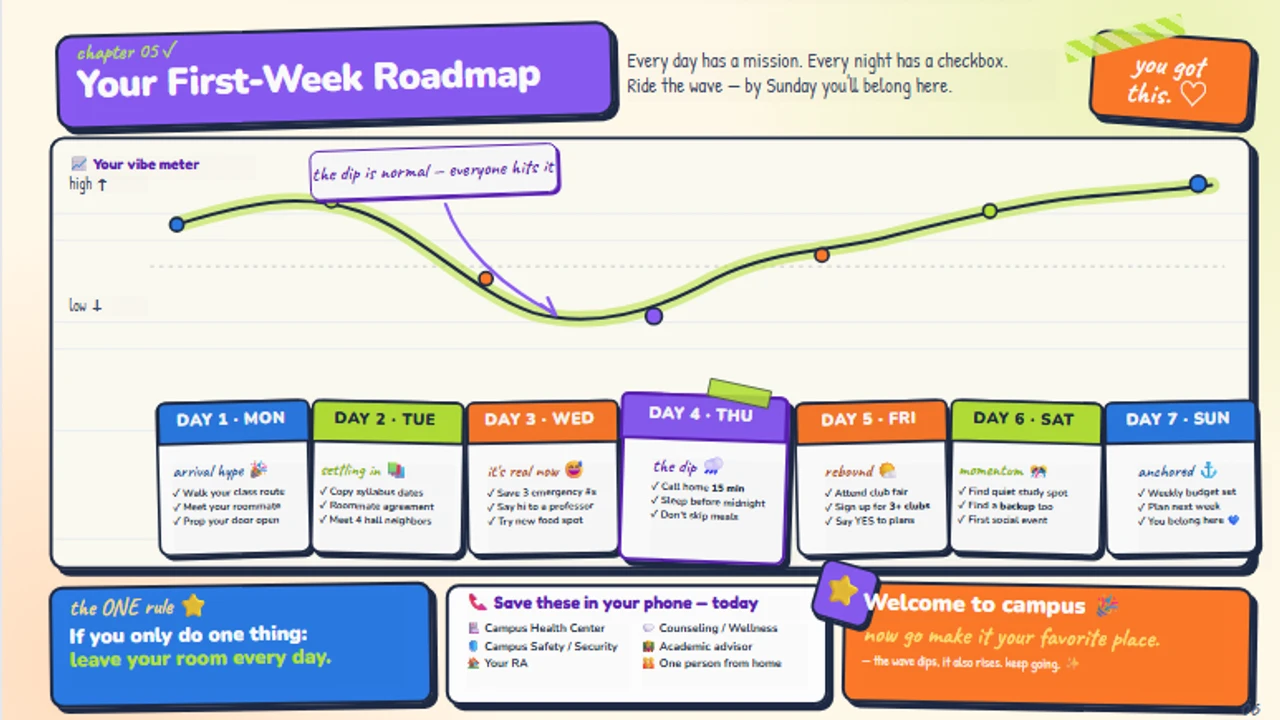 chapter 05 ✓
Your First-Week Roadmap
Every day has a mission. Every night has a checkbox.
Ride the wave — by Sunday you'll belong here.
you got
this. ♡
📈 Your vibe meter
high ↑
the dip is normal — everyone hits it
low ↓
DAY 1 · MON
arrival hype 🎉
✓ Walk your class route
✓ Meet your roommate
✓ Prop your door open
DAY 2 · TUE
settling in 📚
✓ Copy syllabus dates
✓ Roommate agreement
✓ Meet 4 hall neighbors
DAY 3 · WED
it's real now 😅
✓ Save 3 emergency #s
✓ Say hi to a professor
✓ Try new food spot
DAY 4 · THU
the dip 🌧️
✓ Call home 15 min
✓ Sleep before midnight
✓ Don't skip meals
DAY 5 · FRI
rebound 🌤️
✓ Attend club fair
✓ Sign up for 3+ clubs
✓ Say YES to plans
DAY 6 · SAT
momentum 🎊
✓ Find quiet study spot
✓ Find a backup too
✓ First social event
DAY 7 · SUN
anchored ⚓
✓ Weekly budget set
✓ Plan next week
✓ You belong here 💙
the ONE rule ⭐
If you only do one thing:
leave your room every day.
📞 Save these in your phone — today
Campus Health Center
Counseling / Wellness
Campus Safety / Security
Academic advisor
Your RA
One person from home
Welcome to campus 🎉
now go make it your favorite place.
— the wave dips. it also rises. keep going. ✨